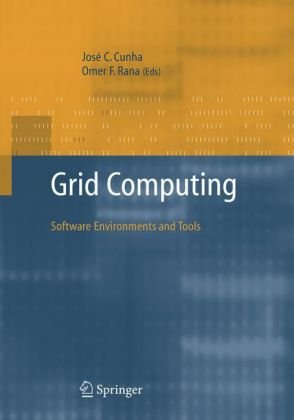 José C. Cunha
Omer F. Rana (Eds)
Grid Computing
Software Environments and Tools
Springer